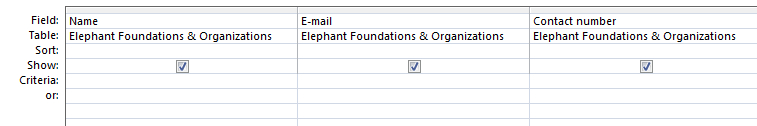 Field: Name E-mail Contact number
Table: Elephant Foundations & Organizations Elephant Foundations & Organizations Elephant Foundations & Organizations
Sort:
Show:
Criteria:
or: